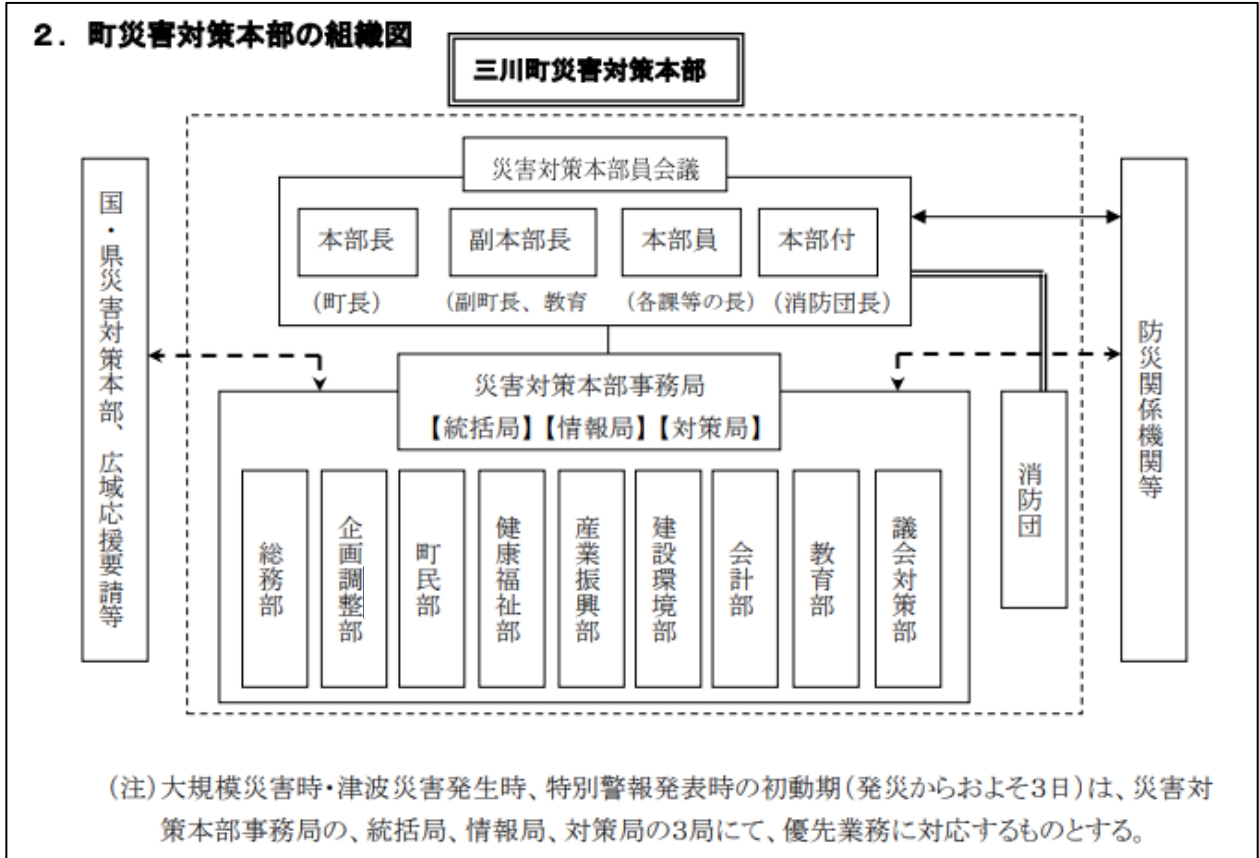 2．町災害対策本部の組織図
三川町災害対策本部
災害対策本部員会議
本部長
副本部長
本部員
本部付
(町長)
(副町長、教育
(各課等の長)
(消防団長)
国・県災害対策本部、広域応援要請等
防災関係機関等
災害対策本部事務局
【統括局】【情報局】【対策局】
消防団
総務部
企画調整部
町民部
健康福祉部
産業振興部
建設環境部
会計部
教育部
議会対策部
(注)大規模災害時・津波災害発生時、特別警報発表時の初動期(発災からおよそ3日)は、災害対
策本部事務局の、統括局、情報局、対策局の3局にて、優先業務に対応するものとする。